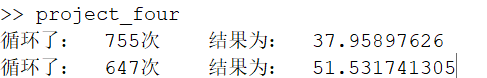 >> project_four
循环了： 755次 结果为： 37.95897626
循环了： 647次 结果为： 51.531741305